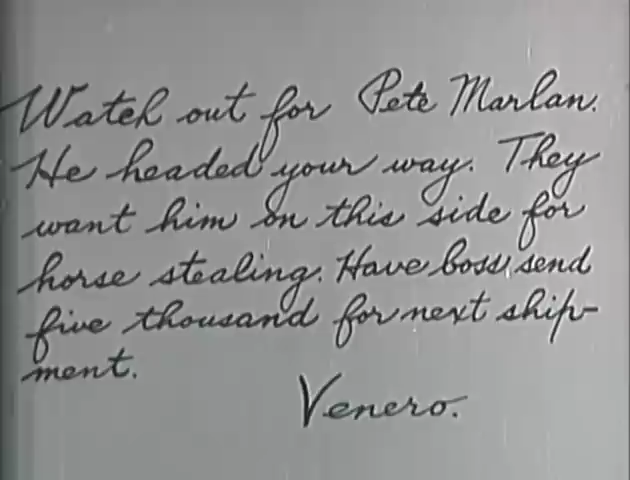 Watch out for Pete Marlan.
He headed your way. They
want him on this side for
horse stealing. Have boss send
five thousand for next ship-
ment.
Venero.